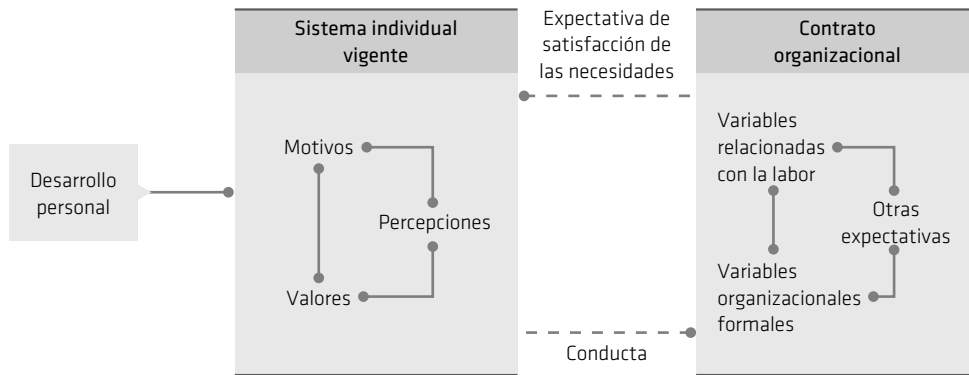 Sistema individual
vigente
Expectativa de
satisfacción de
las necesidades
Contrato
organizacional
Desarrollo
personal
Motivos
Percepciones
Valores
Variables
relacionadas
con la labor
Otras
expectativas
Variables
organizacionales
formales
Conducta